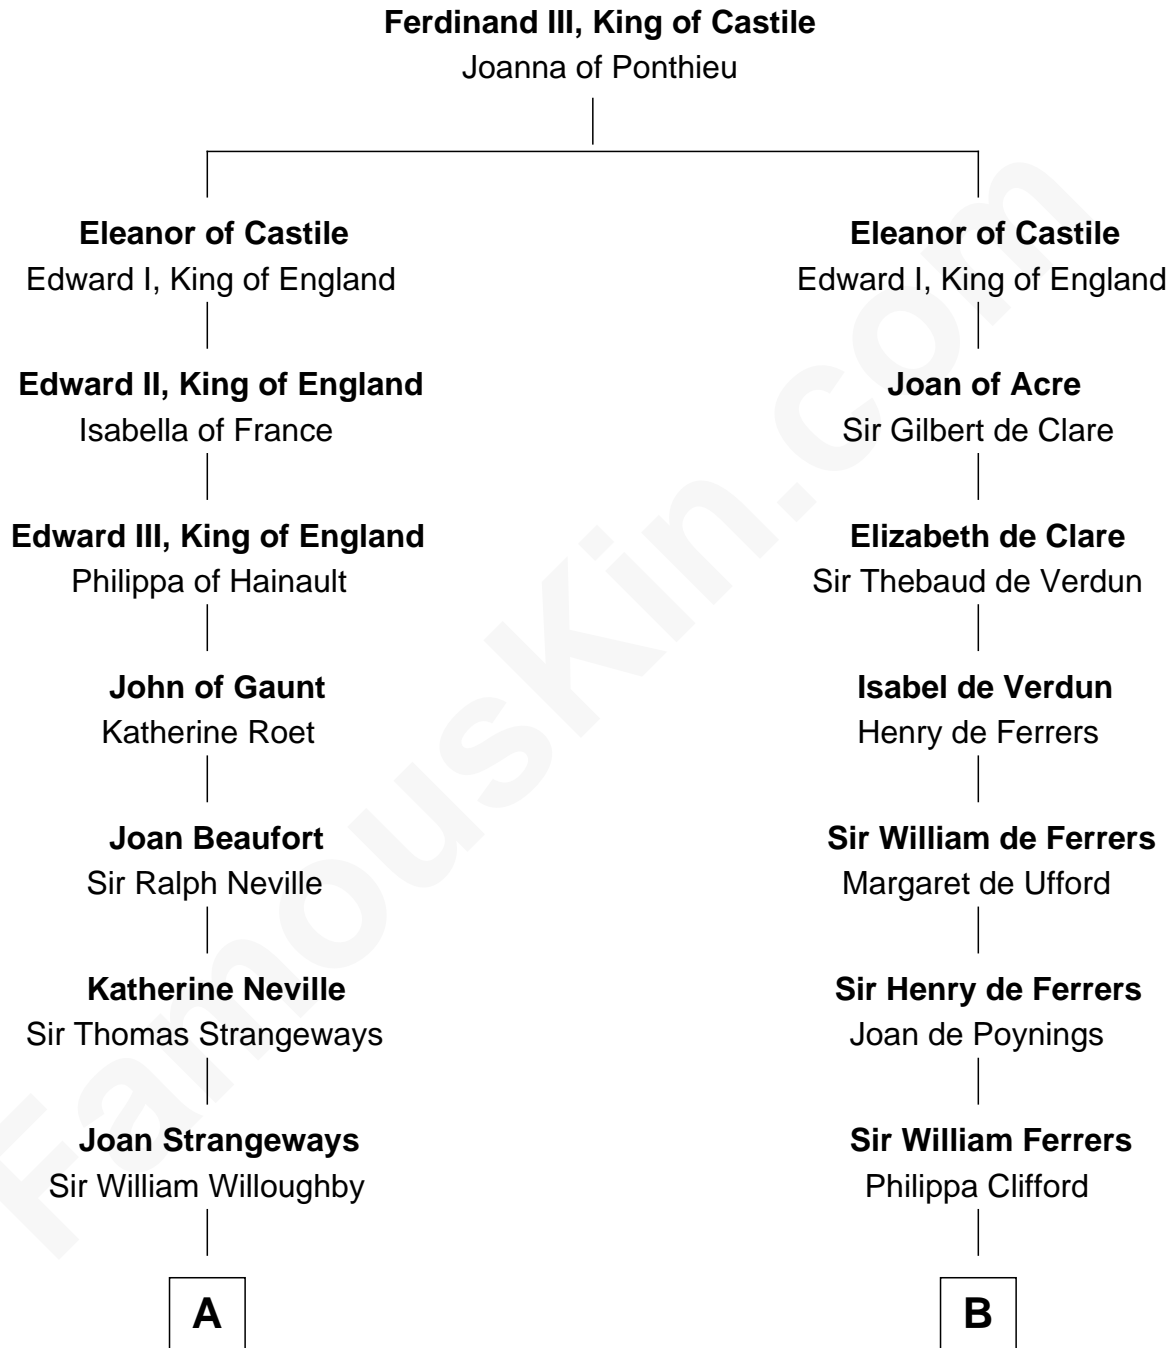 Ferdinand III, King of Castile
Joanna of Ponthieu
Eleanor of Castile
Edward I, King of England
Eleanor of Castile
Edward I, King of England
Edward II, King of England
Isabella of France
Joan of Acre
Sir Gilbert de Clare
Edward III, King of England
Philippa of Hainault
Elizabeth de Clare
Sir Thebaud de Verdun
John of Gaunt
Katherine Roet
Isabel de Verdun
Henry de Ferrers
Joan Beaufort
Sir Ralph Neville
Sir William de Ferrers
Margaret de Ufford
Katherine Neville
Sir Thomas Strangeways
Sir Henry de Ferrers
Joan de Poynings
Joan Strangeways
Sir William Willoughby
Sir William Ferrers
Philippa Clifford
A
B
FamousKin.com